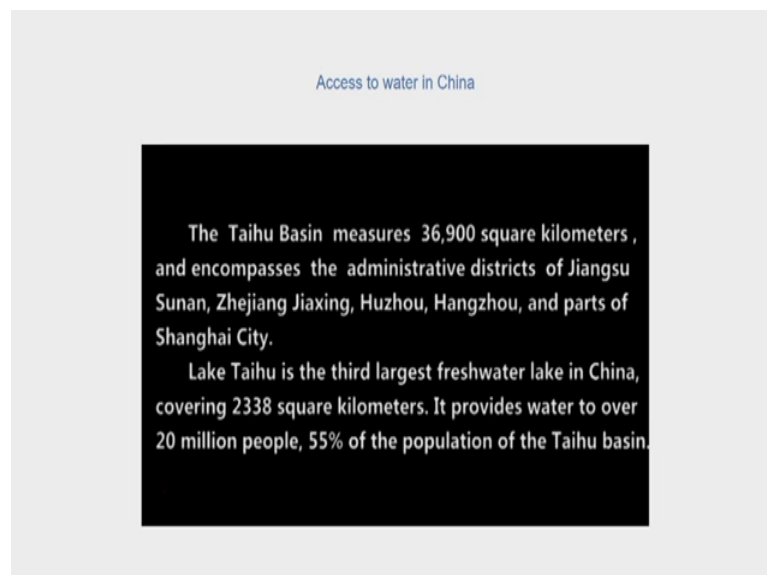 Access to water in China
The Taihu Basin measures 36,900 square kilometers ,
and encompasses the administrative districts of Jiangsu
Sunan, Zhejiang Jiaxing, Huzhou, Hangzhou, and parts of
Shanghai City.
Lake Taihu is the third largest freshwater lake in China,
covering 2338 square kilometers. It provides water to over
20 million people, 55% of the population of the Taihu basin.